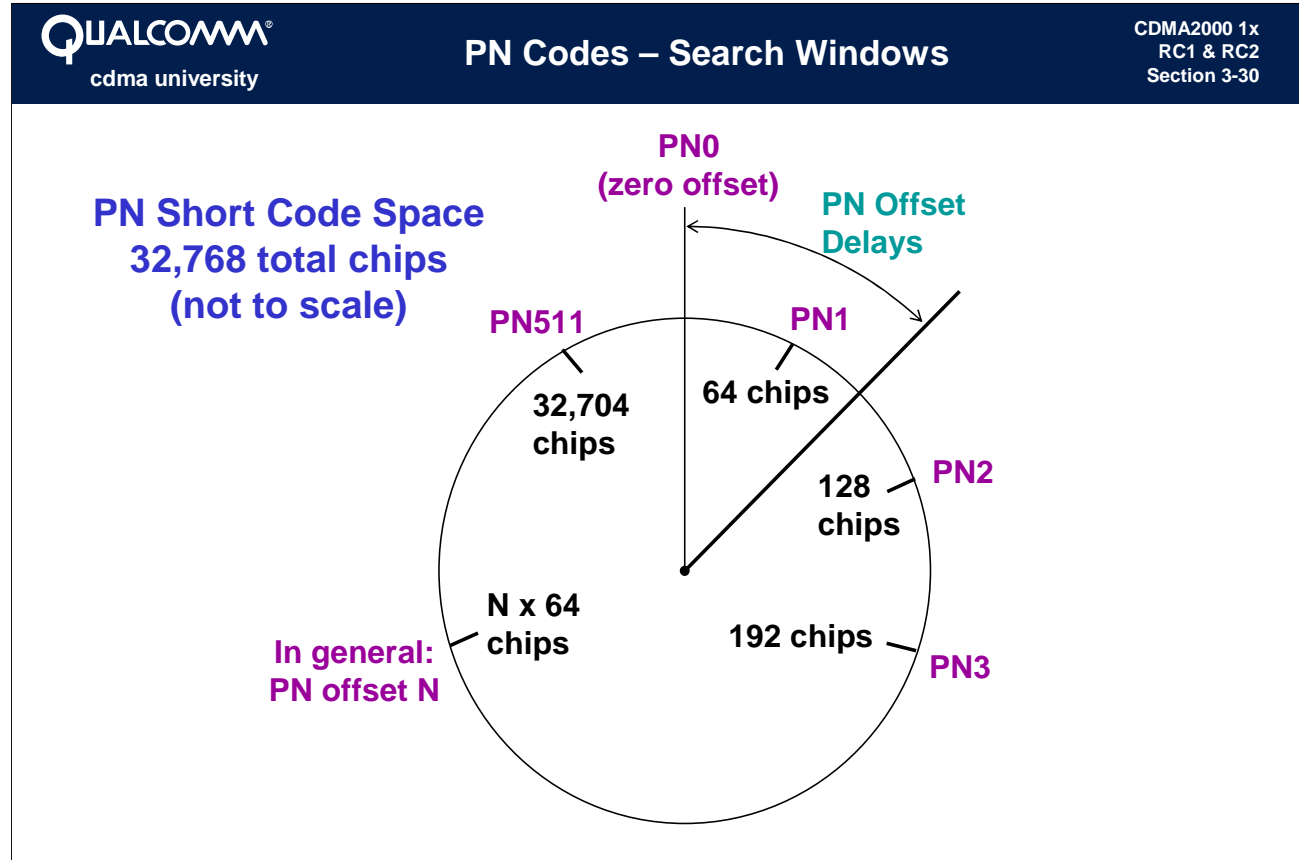 QUALCOMM®
cdma university
PN Codes – Search Windows
CDMA2000 1x
RC1 & RC2
Section 3-30
PN Short Code Space
32,768 total chips
(not to scale)
PN0
(zero offset)
PN Offset
Delays
PN511
PN1
32,704
chips
64 chips
128
chips
PN2
N x 64
chips
192 chips
In general:
PN offset N
PN3